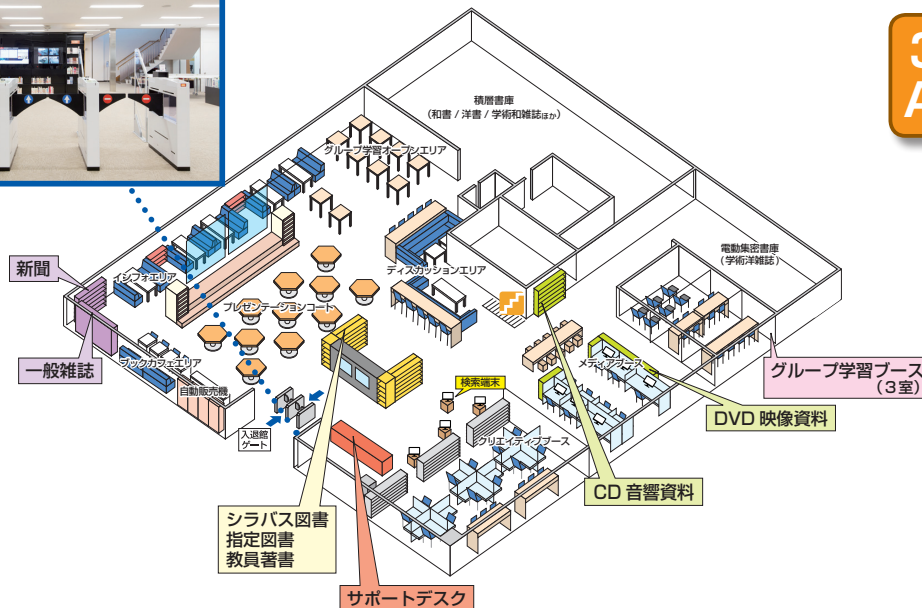 3
A
積層書庫
(和書 / 洋書 / 学術和雑誌ほか)
グループ学習オープンエリア
電動集密書庫
(学術洋雑誌)
新聞
インフォエリア
ディスカッションエリア
プレゼンテーションコート
一般雑誌
ブックカフェエリア
自動販売機
メディアブース
グループ学習ブース
(3室)
検索端末
DVD 映像資料
入退館
ゲート
クリエイティブブース
CD 音響資料
シラバス図書
指定図書
教員著書
サポートデスク